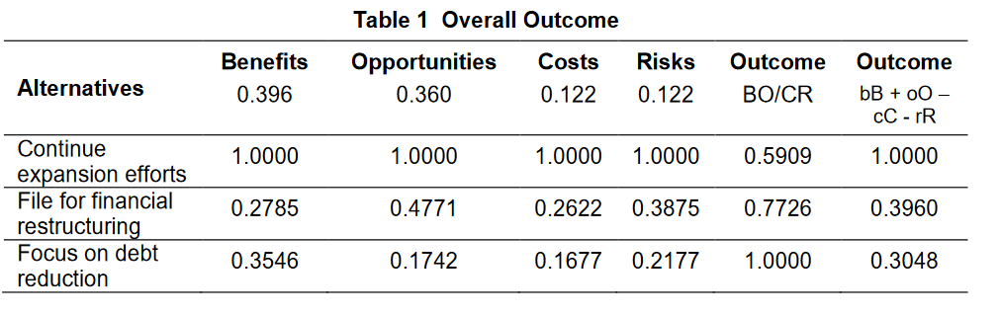 Table 1 Overall Outcome
Alternatives Benefits Opportunities Costs Risks Outcome Outcome
0.396 0.360 0.122 0.122 BO/CR bB + oO –
cC - rR
Continue
expansion efforts 1.0000 1.0000 1.0000 1.0000 0.5909 1.0000
File for financial
restructuring 0.2785 0.4771 0.2622 0.3875 0.7726 0.3960
Focus on debt
reduction 0.3546 0.1742 0.1677 0.2177 1.0000 0.3048